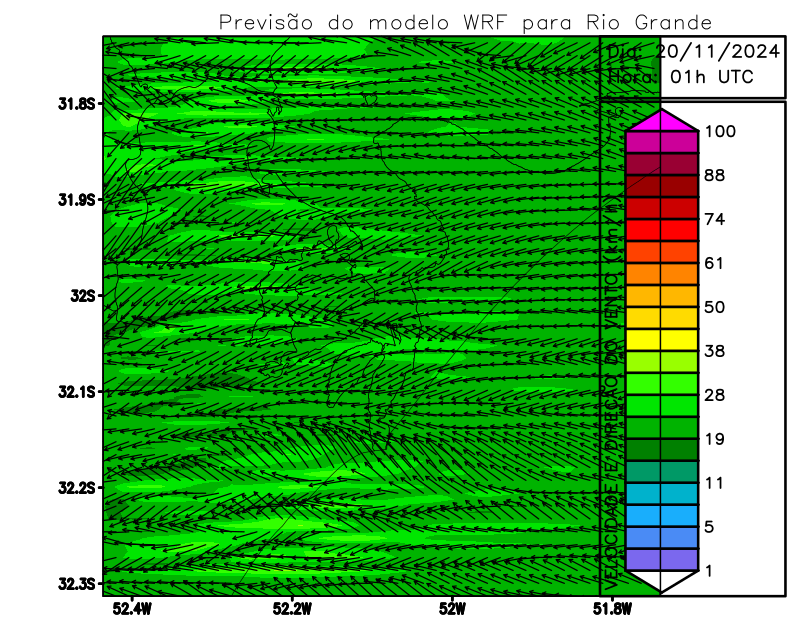 Previsão do modelo WRF para Rio Grande
Dia: 20/11/2024
Hora: 01h UTC
31.8S
31.9S
32S
32.1S
32.2S
32.3S
52.4W
52.2W
52W
51.8W
VELOCIDADE E DIREÇÃO DO VENTO (km/h)
100
88
74
61
50
38
28
19
11
5
1